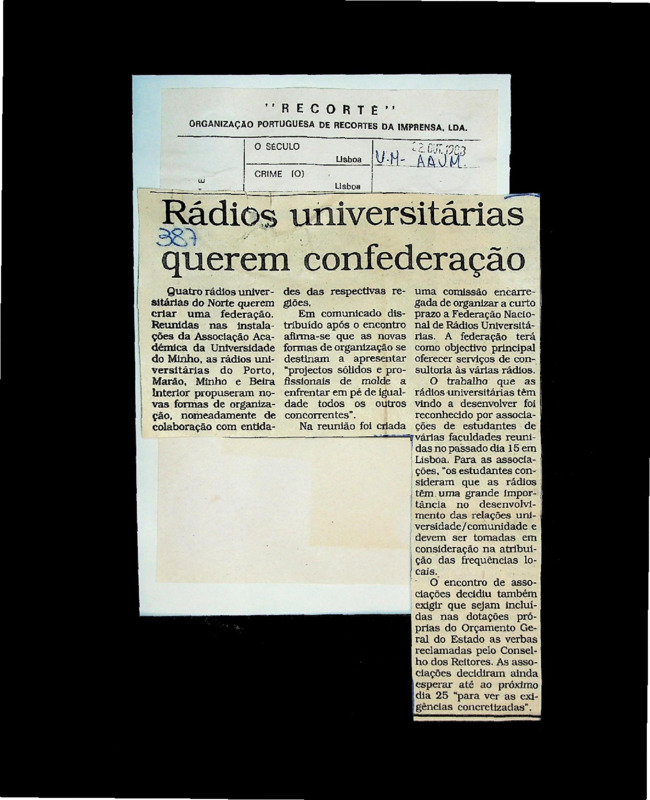 "RECORTE"
ORGANIZAÇÃO PORTUGUESA DE RECORTES DA IMPRENSA, LDA.
O SÉCULO
Lisboa
CRIME (O)
Lisboa
U.M- AAUM.
Rádios universitárias
387
querem confederação
Quatro rádios univer-
sitárias do Norte querem
criar uma federação.
Reunidas nas instala-
ções da Associação Aca-
démica da Universidade
do Minho, as rádios uni-
versitárias do Porto,
Marão, Minho e Beira
Interior propuseram no-
vas formas de organiza-
ção, nomeadamente de
colaboração com entida-
des das respectivas re-
giões.
Em comunicado dis-
tribuído após o encontro
afirma-se que as novas
formas de organização se
destinam a apresentar
"projectos sólidos e pro-
fissionais de molde a
enfrentar em pé de igual-
dade todos os outros
concorrentes".
Na reunião foi criada
uma comissão encarre-
gada de organizar a curto
prazo a Federação Nacio-
nal de Rádios Universitá-
rias. A federação terá
como objectivo principal
oferecer serviços de con-
sultoria às várias rádios.
O trabalho que as
rádios universitárias têm
vindo a desenvolver foi
reconhecido por associa-
ções de estudantes de
várias faculdades reuni-
das no passado dia 15 em
Lisboa. Para as associa-
ções, "os estudantes con-
sideram que as rádios
têm uma grande impor-
tância no desenvolvi-
mento das relações uni-
versidade/comunidade e
devem ser tomadas em
consideração na atribui-
ção das frequências lo-
cais.
O encontro de asso-
ciações decidiu também
exigir que sejam incluí-
das nas dotações pró-
prias do Orçamento Ge-
ral do Estado as verbas
reclamadas pelo Conse-
lho dos Reitores. As asso-
ciações decidiram ainda
esperar até ao próximo
dia 25 "para ver as exi-
gências concretizadas".